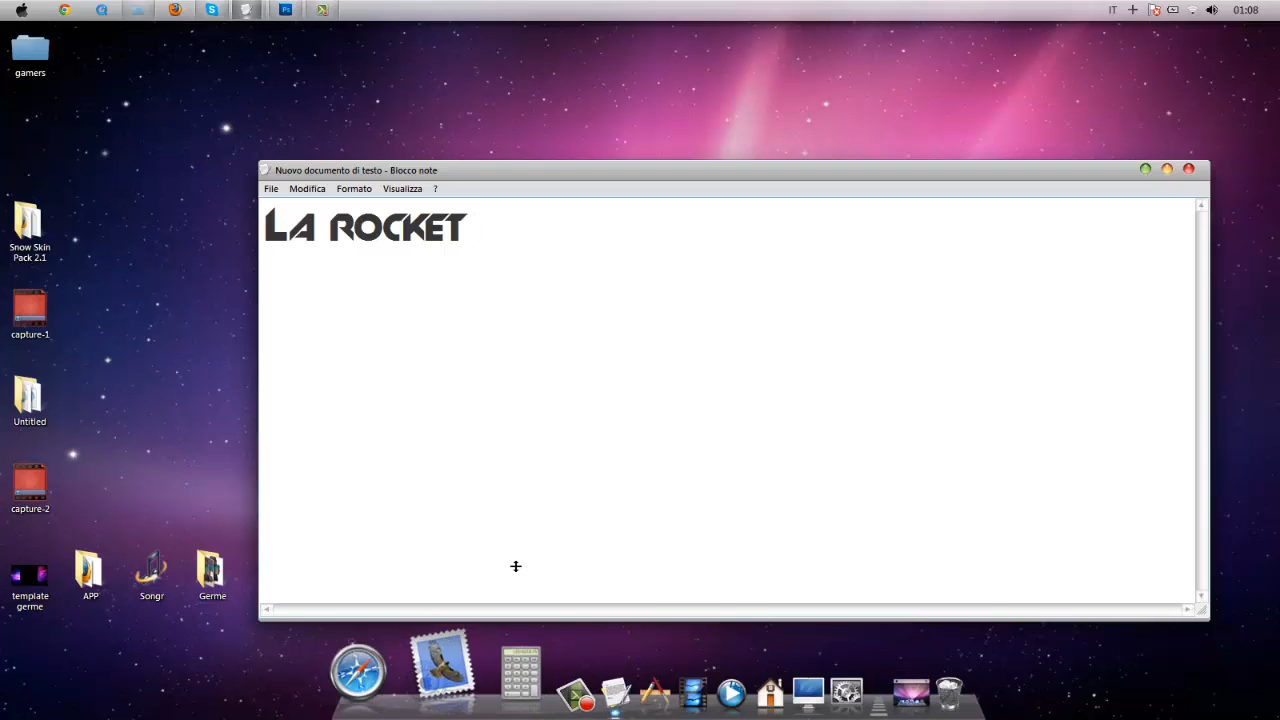 IT
01:08
gamers
Nuovo documento di testo - Blocco note
File Modifica Formato Visualizza ?
LA ROCKET
Snow Skin
Pack 2.1
capture-1
Untitled
capture-2
template
germe
APP
Songr
Germe